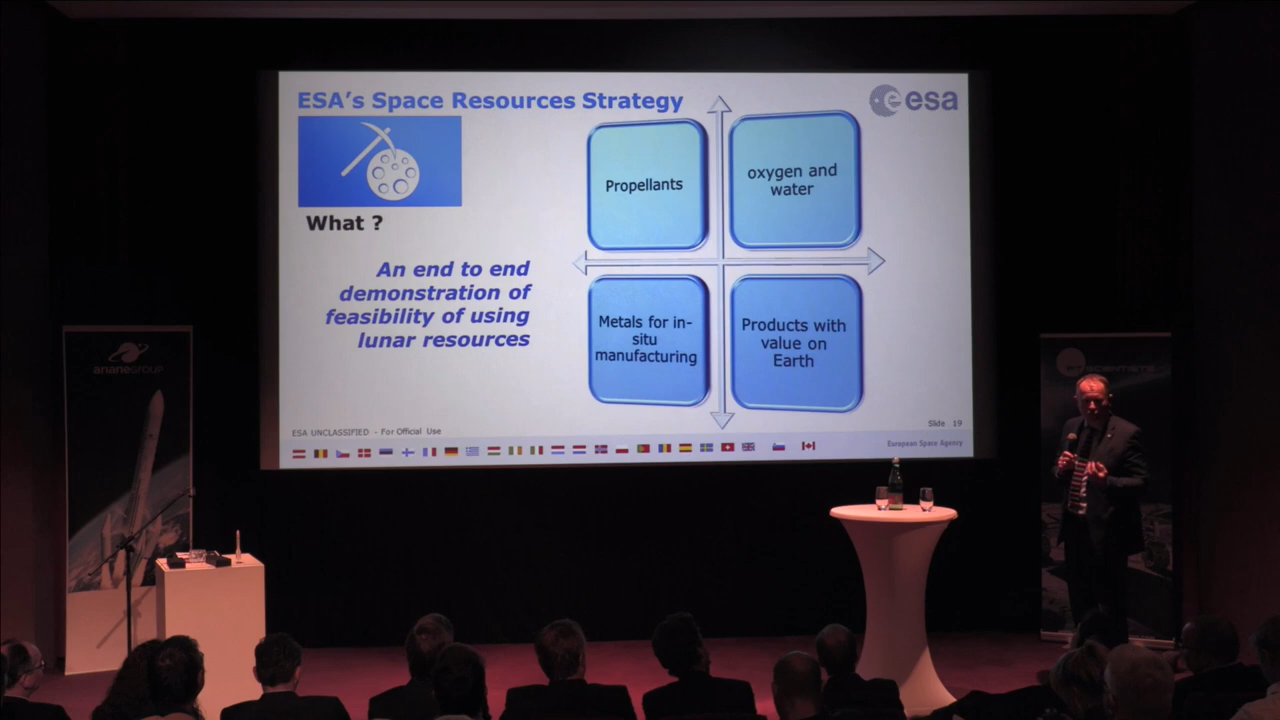 ESA's Space Resources Strategy
esa
What ?
An end to end
demonstration of
feasibility of using
lunar resources
Propellants
oxygen and
water
Metals for in-
situ
manufacturing
Products with
value on
Earth
ESA UNCLASSIFIED - For Official Use
Slide 19
European Space Agency
arianeGROUP